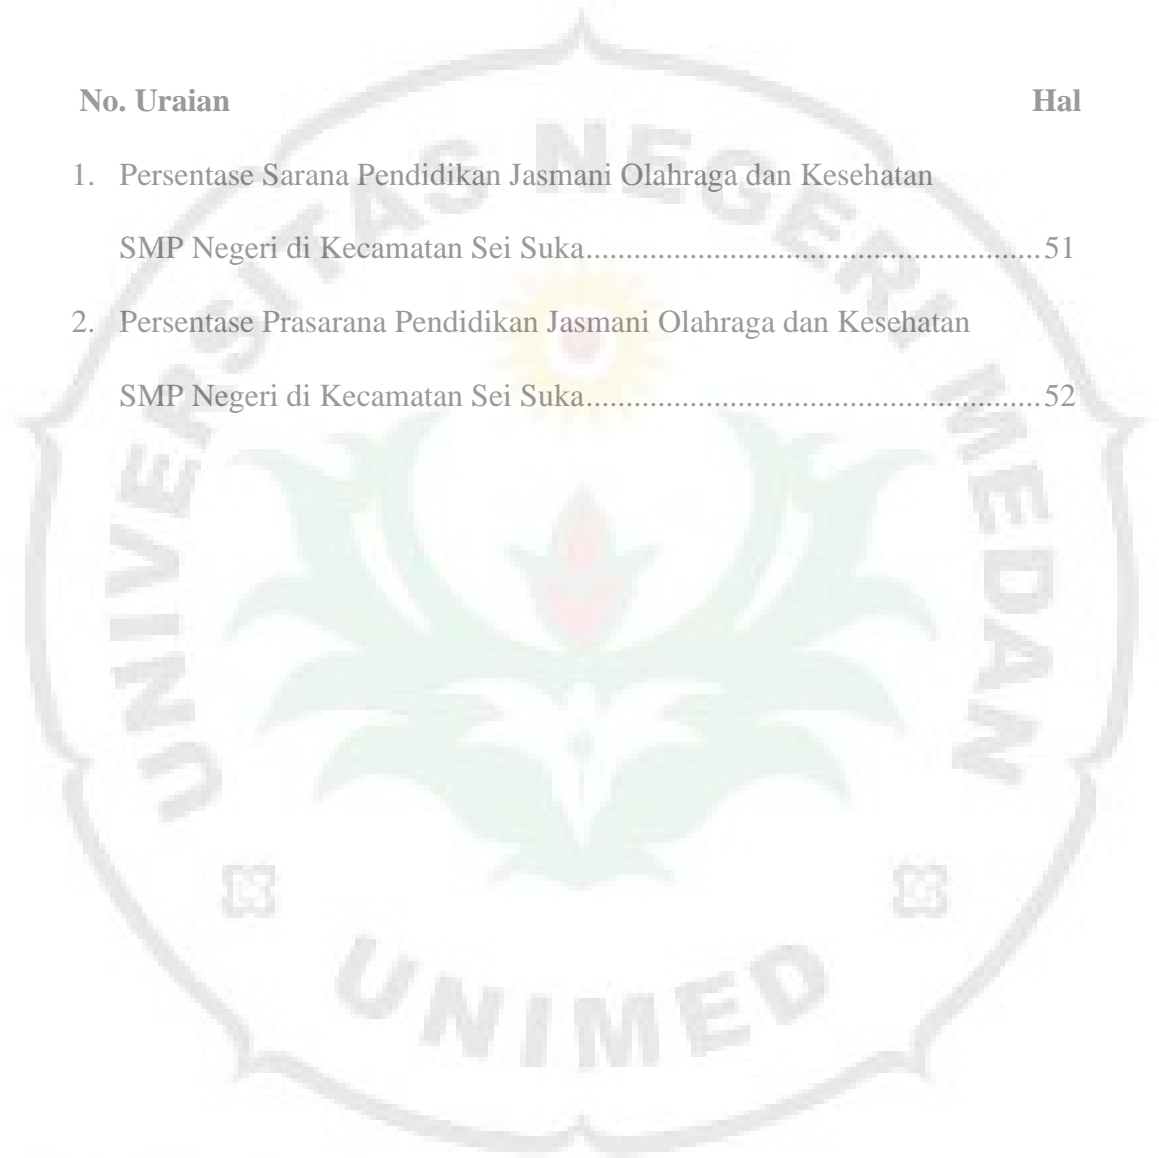 No. Uraian Hal
1. Persentase Sarana Pendidikan Jasmani Olahraga dan Kesehatan
SMP Negeri di Kecamatan Sei Suka........................................................51
2. Persentase Prasarana Pendidikan Jasmani Olahraga dan Kesehatan
SMP Negeri di Kecamatan Sei Suka........................................................52
UNIVERSITAS NEGERI MEDAN
UNIMED